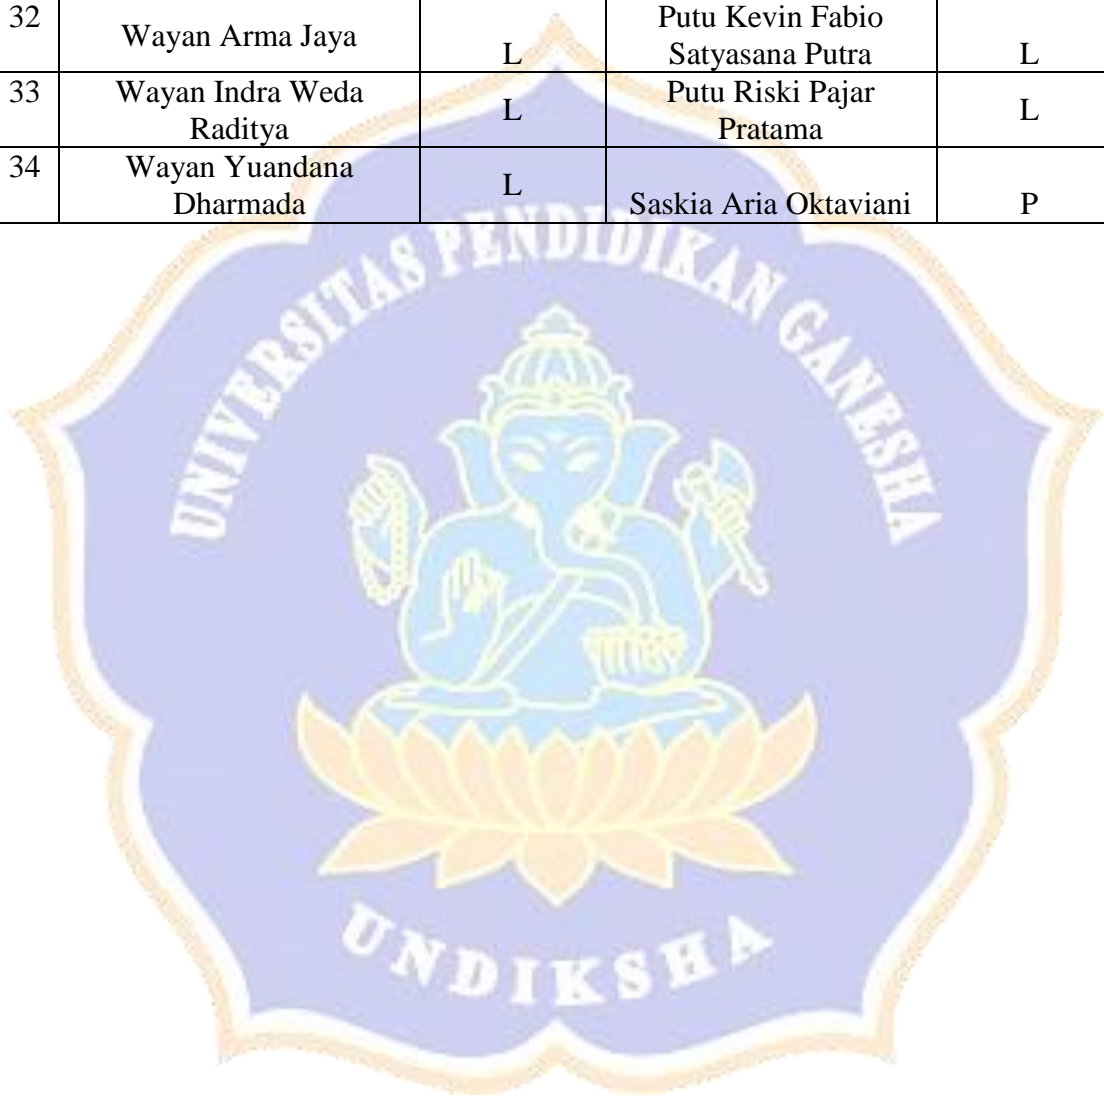 32 Wayan Arma Jaya L Putu Kevin Fabio Satyasana Putra L
33 Wayan Indra Weda Raditya L Putu Riski Pajar Pratama L
34 Wayan Yuandana Dharmada L Saskia Aria Oktaviani P
UNIVERSITAS PENDIDIKAN GANESHA
UNDIKSHA